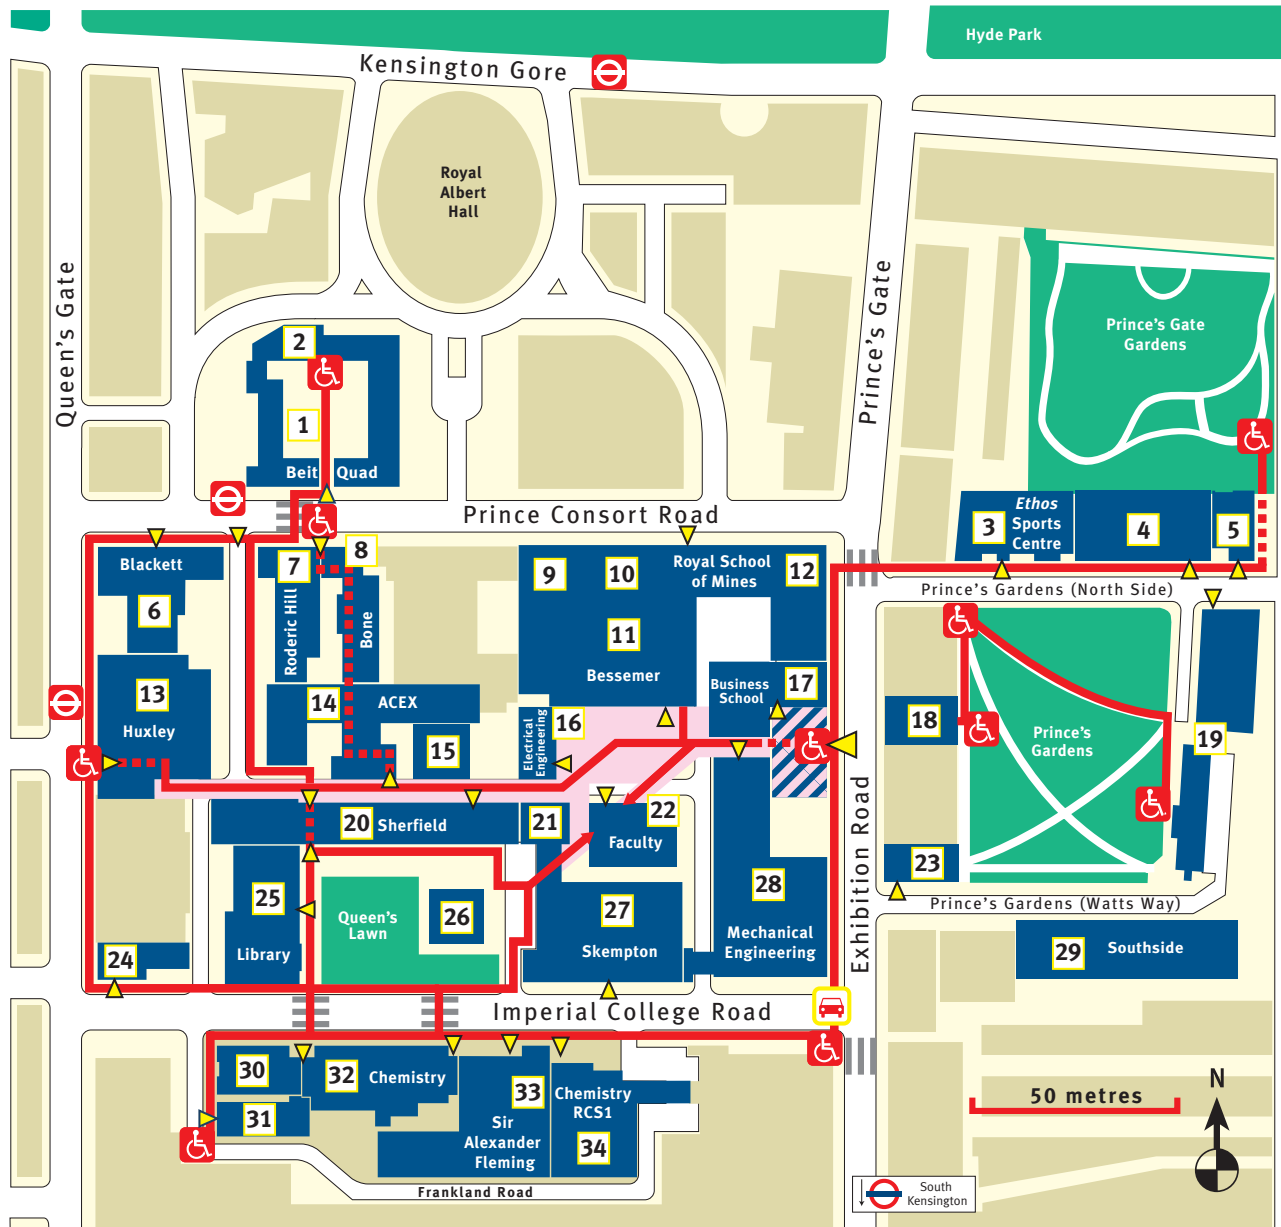 Hyde Park
Kensington Gore
Royal
Albert
Hall
Queen's Gate
Prince's Gate
Prince's Gate
Gardens
2
1
Beit Quad
Prince Consort Road
3
Ethos
Sports
Centre
4
5
Prince's Gardens (North Side)
Blackett
6
7
Roderic Hill
8
Bone
9
10
Royal School
of Mines
12
11
Bessemer
13
Huxley
14
ACEX
15
Electrical
Engineering
16
Business
School
17
18
Prince's
Gardens
19
20
Sherfield
21
22
Faculty
23
Prince's Gardens (Watts Way)
Exhibition Road
24
25
Library
Queen's
Lawn
26
27
Skempton
28
Mechanical
Engineering
29
Southside
Imperial College Road
30
31
32
Chemistry
33
Sir
Alexander
Fleming
Chemistry
RCS1
34
Frankland Road
50 metres
N
South
Kensington